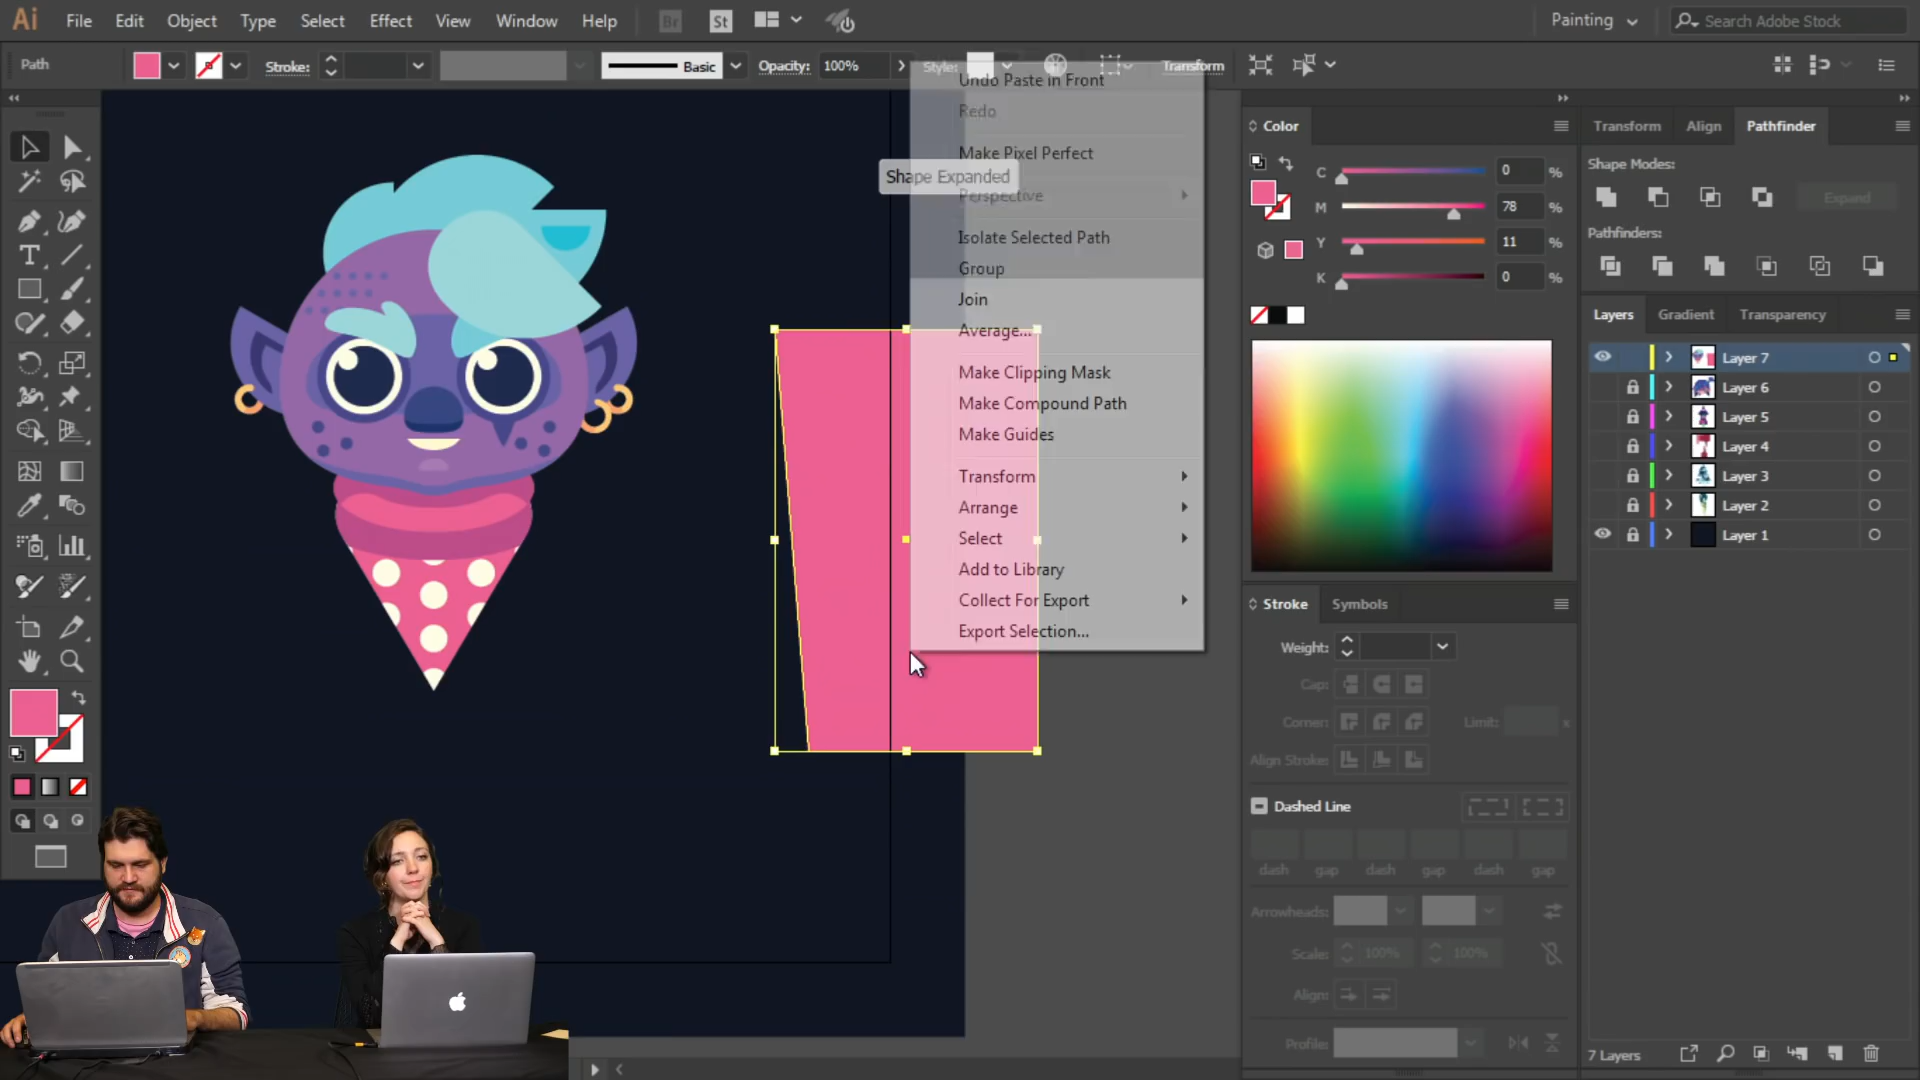 Ai File Edit Object Type Select Effect View Window Help Br St Painting Search Adobe Stock
Path Stroke: Basic Opacity: 100% Style: Transform
Undo Paste in Front
Redo
Make Pixel Perfect
Shape Expanded
Perspective
Isolate Selected Path
Group
Join
Average...
Make Clipping Mask
Make Compound Path
Make Guides
Transform
Arrange
Select
Add to Library
Collect For Export
Export Selection...
Color
C 0 %
M 78 %
Y 11 %
K 0 %
Stroke Symbols
Weight:
Cap:
Corner: Limit: x
Align Stroke:
Dashed Line
dash gap dash gap dash gap
Arrowheads:
Scale: 100% 100%
Align:
Profile:
Transform Align Pathfinder
Shape Modes:
Expand
Pathfinders:
Layers Gradient Transparency
Layer 7
Layer 6
Layer 5
Layer 4
Layer 3
Layer 2
Layer 1
7 Layers